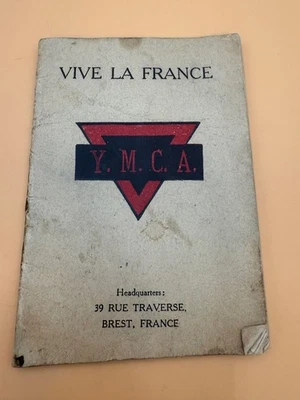 VIVE LA FRANCE
Y. M. C. A.
Headquarters:
39 RUE TRAVERSE,
BREST, FRANCE